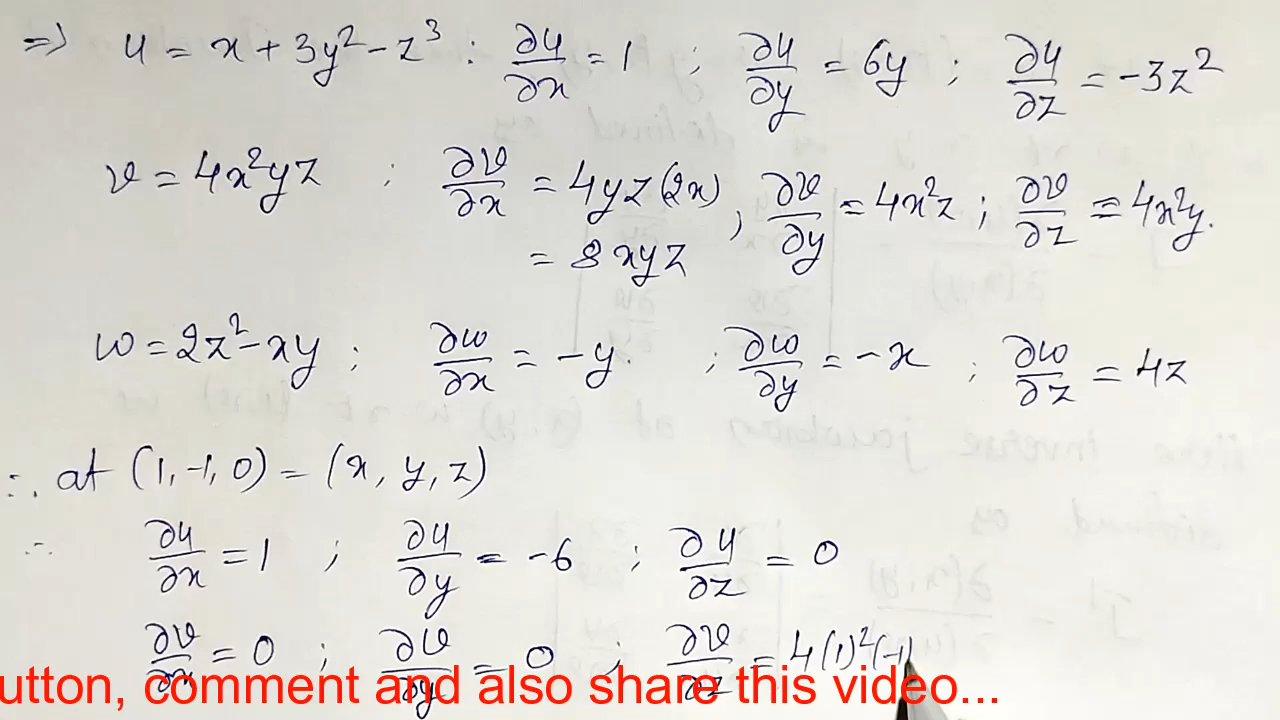 ⇒ u = x + 3y² - z³ : ∂u/∂x = 1 ; ∂u/∂y = 6y ; ∂u/∂z = -3z²
v = 4x²yz ; ∂v/∂x = 4yz(2x) , ∂v/∂y = 4x²z ; ∂v/∂z = 4x²y.
= 8xyz
w = 2z² - xy ; ∂w/∂x = -y. ; ∂w/∂y = -x ; ∂w/∂z = 4z
∴ at (1,-1,0) = (x, y, z)
∴ ∂u/∂x = 1 ; ∂u/∂y = -6 ; ∂u/∂z = 0
∂v/∂x = 0 ; ∂v/∂y = 0 ; ∂v/∂z = 4(1)²(-1)
utton, comment and also share this video...